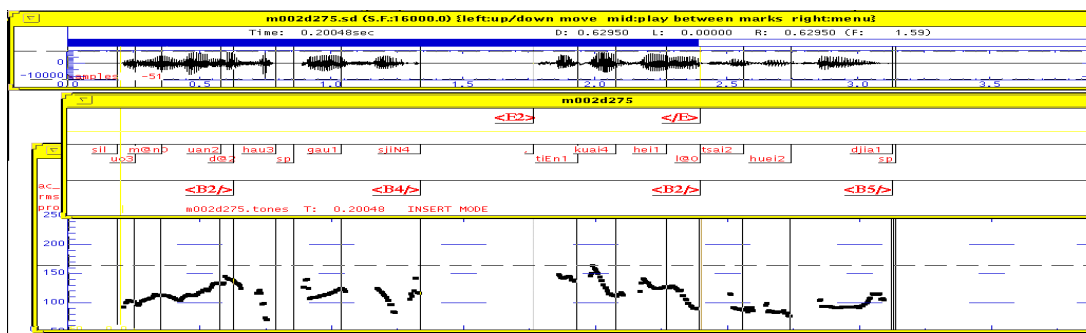 m002d275.sd (S.F.:16000.0) {left:up/down move mid:play between marks right:menu}
Time: 0.20048sec D: 0.62950 L: 0.00000 R: 0.62950 (F: 1.59)
0
-10000
samples -51
0.0 0.5 1.0 1.5 2.0 2.5 3.0 3.5
m002d275
<E2> </E>
sil m@n0 uan2 hau3 gau1 sjiN4 kuai4 hei1 tsai2 djia1
uo3 d@2 sp tiEn1 l@0 huei2 sp
ac_ <B2/> <B4/> <B2/> <B5/>
rms
pro m002d275.tones T: 0.20048 INSERT MODE
250
200
150
100